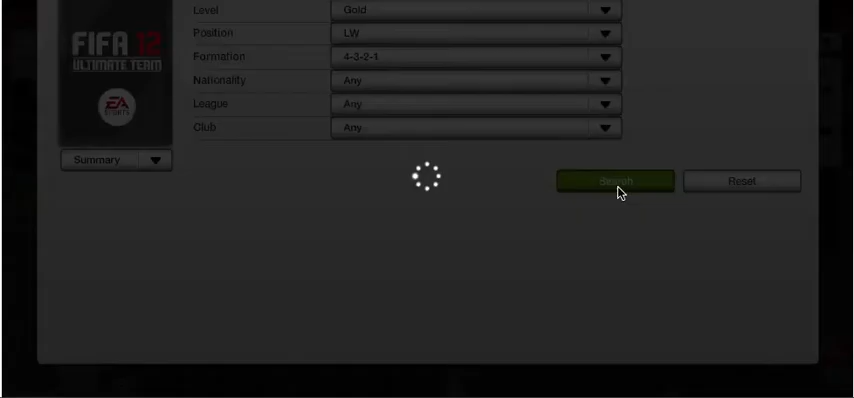 Level Gold
Position LW
Formation 4-3-2-1
Nationality Any
League Any
Club Any
FIFA 12
ULTIMATE TEAM
EA
SPORTS
Summary
Search Reset